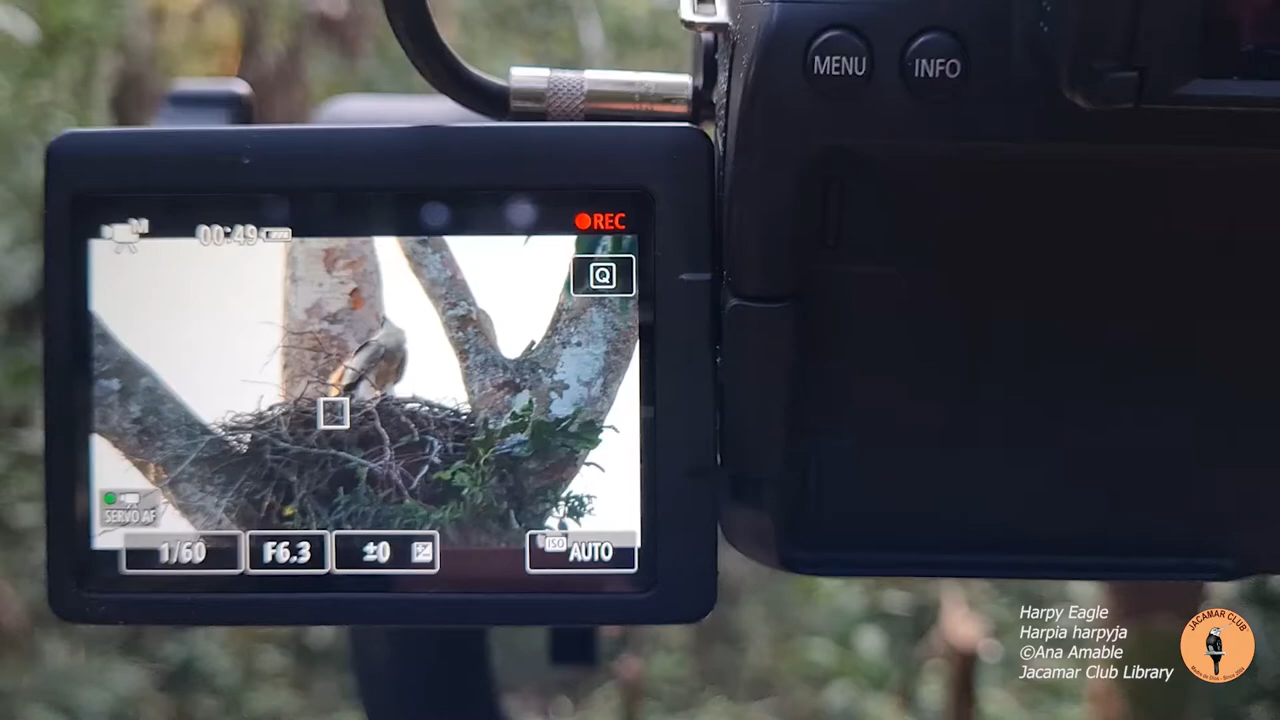 MENU
INFO
M
00:49
REC
Q
SERVO AF
1/60
F6.3
±0
ISO
AUTO
Harpy Eagle
Harpia harpyja
©Ana Amable
Jacamar Club Library
JACAMAR CLUB